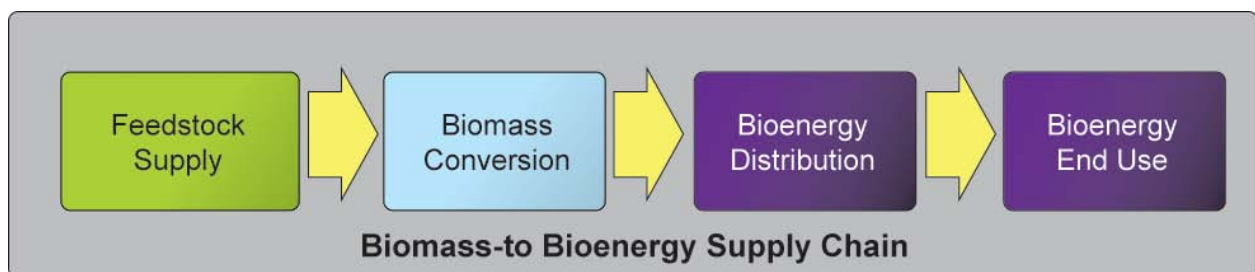 Feedstock
Supply
Biomass
Conversion
Bioenergy
Distribution
Bioenergy
End Use
Biomass-to Bioenergy Supply Chain